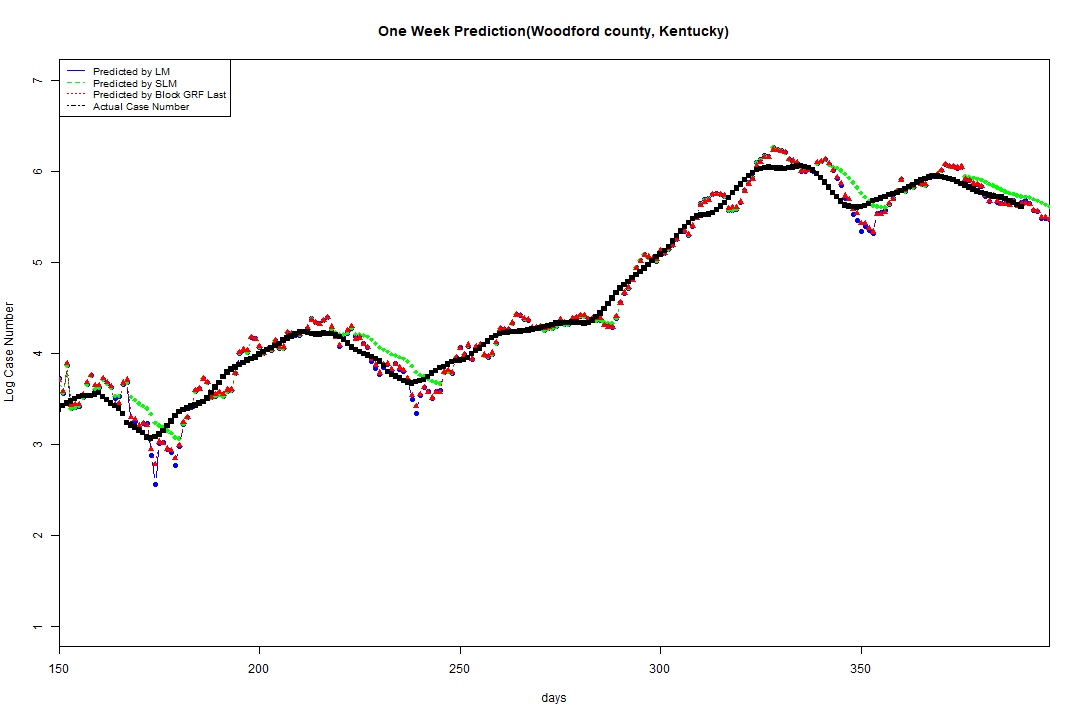 One Week Prediction(Woodford county, Kentucky)
Predicted by LM
Predicted by SLM
Predicted by Block GRF Last
Actual Case Number
Log Case Number
7
6
5
4
3
2
1
150 200 250 300 350
days